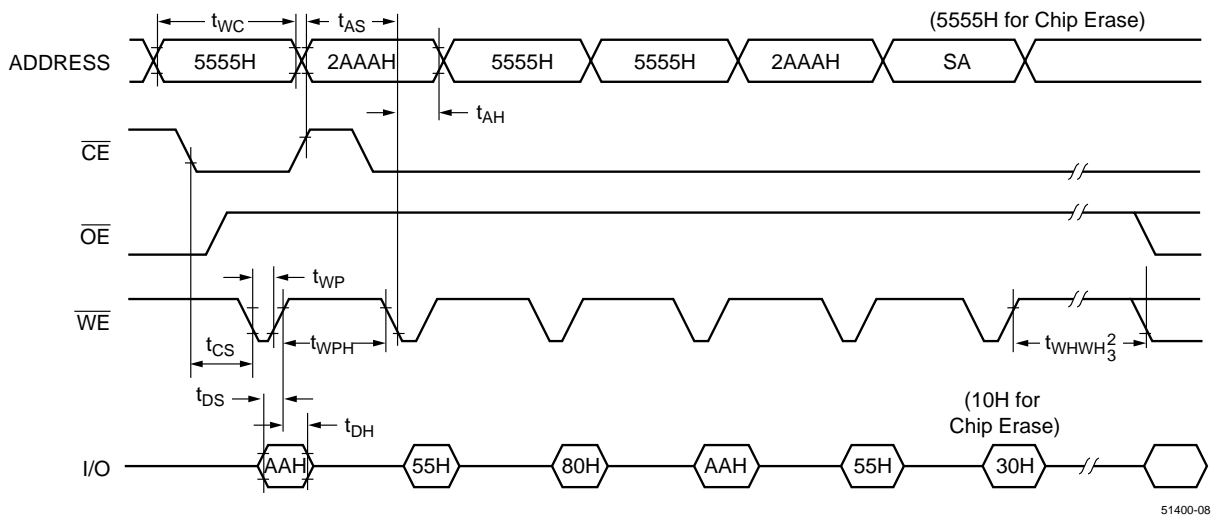 tWC
tAS
(5555H for Chip Erase)
ADDRESS
5555H
2AAAH
5555H
5555H
2AAAH
SA
tAH
CE
OE
tWP
WE
tCS
tWPH
tWHWH2
3
tDS
tDH
(10H for
Chip Erase)
I/O
AAH
55H
80H
AAH
55H
30H
51400-08